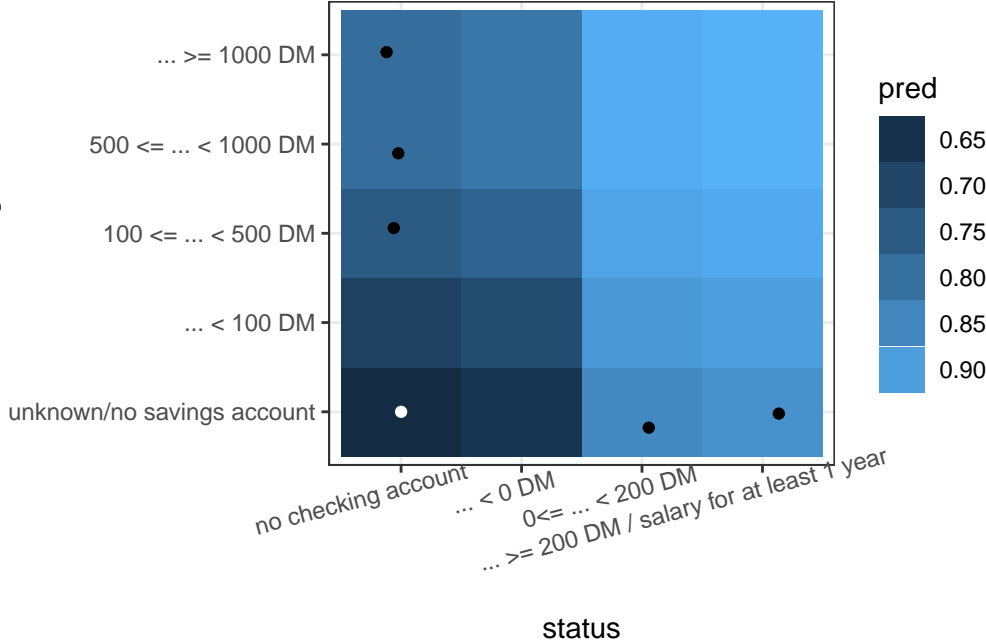 ... >= 1000 DM
500 <= ... < 1000 DM
100 <= ... < 500 DM
... < 100 DM
unknown/no savings account
no checking account
... < 0 DM
0<= ... < 200 DM
... >= 200 DM / salary for at least 1 year
status
pred
0.65
0.70
0.75
0.80
0.85
0.90